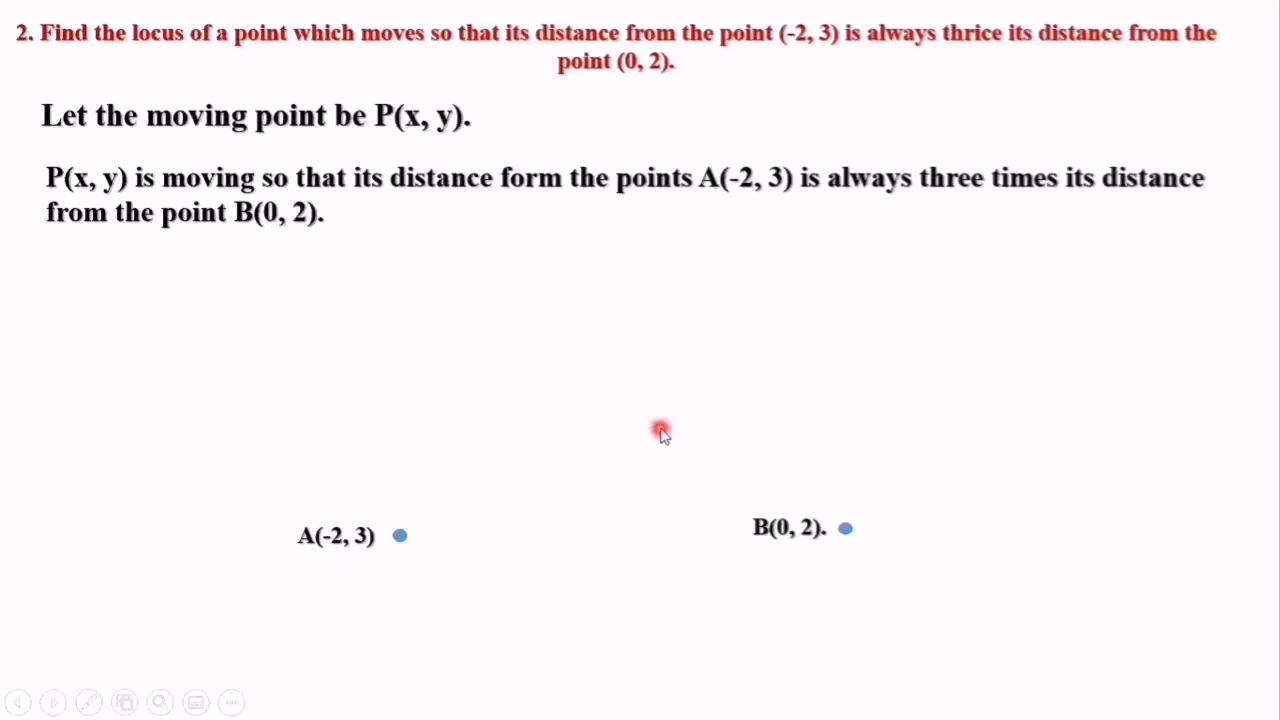 2. Find the locus of a point which moves so that its distance from the point (-2, 3) is always thrice its distance from the
point (0, 2).
Let the moving point be P(x, y).
P(x, y) is moving so that its distance form the points A(-2, 3) is always three times its distance
from the point B(0, 2).
A(-2, 3)
B(0, 2).